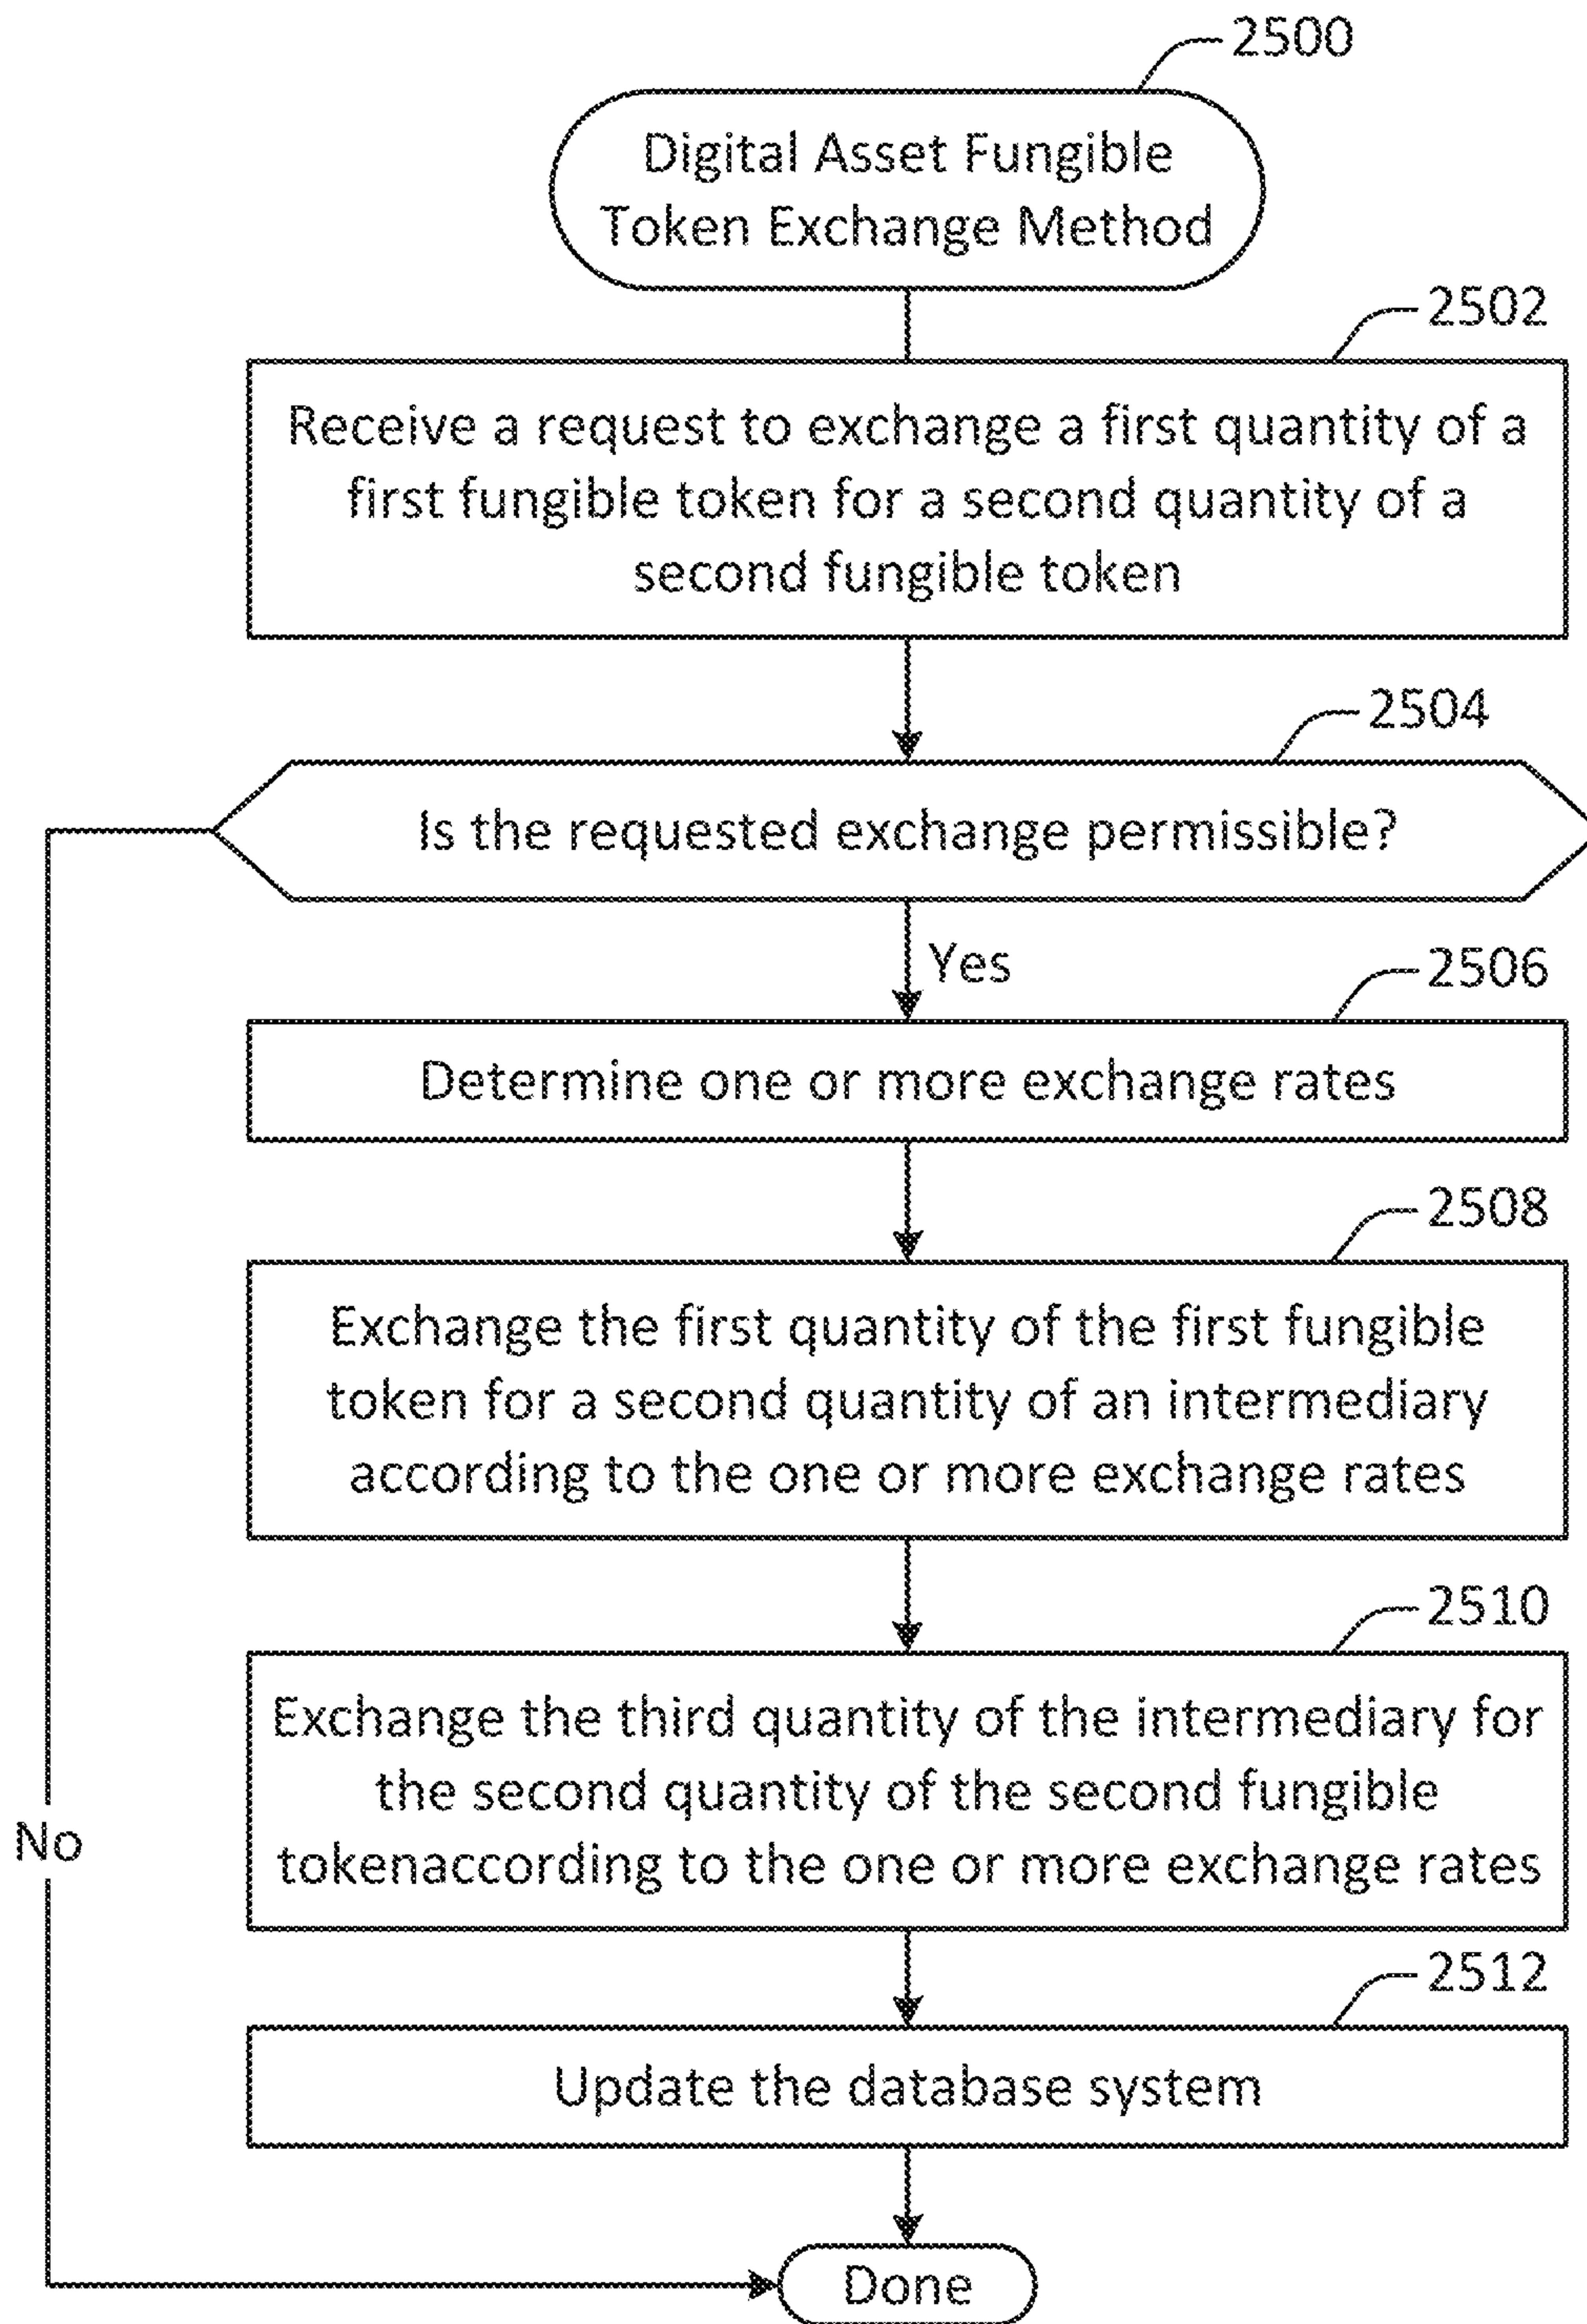 2500
Digital Asset Fungible
Token Exchange Method
2502
Receive a request to exchange a first quantity of a
first fungible token for a second quantity of a
second fungible token
2504
Is the requested exchange permissible?
Yes
2506
Determine one or more exchange rates
2508
Exchange the first quantity of the first fungible
token for a second quantity of an intermediary
according to the one or more exchange rates
2510
Exchange the third quantity of the intermediary for
the second quantity of the second fungible
tokenaccording to the one or more exchange rates
No
2512
Update the database system
Done